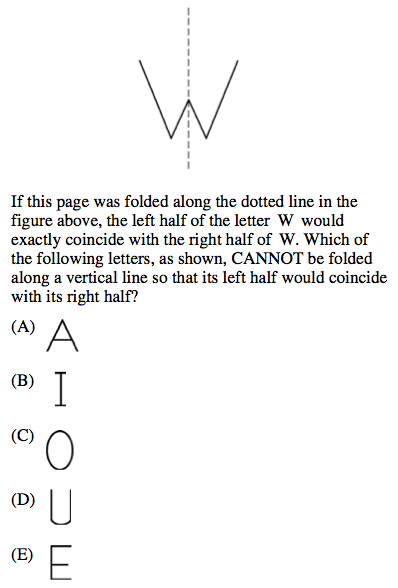 W
If this page was folded along the dotted line in the
figure above, the left half of the letter W would
exactly coincide with the right half of W. Which of
the following letters, as shown, CANNOT be folded
along a vertical line so that its left half would coincide
with its right half?
(A) A
(B) I
(C) O
(D) U
(E) E